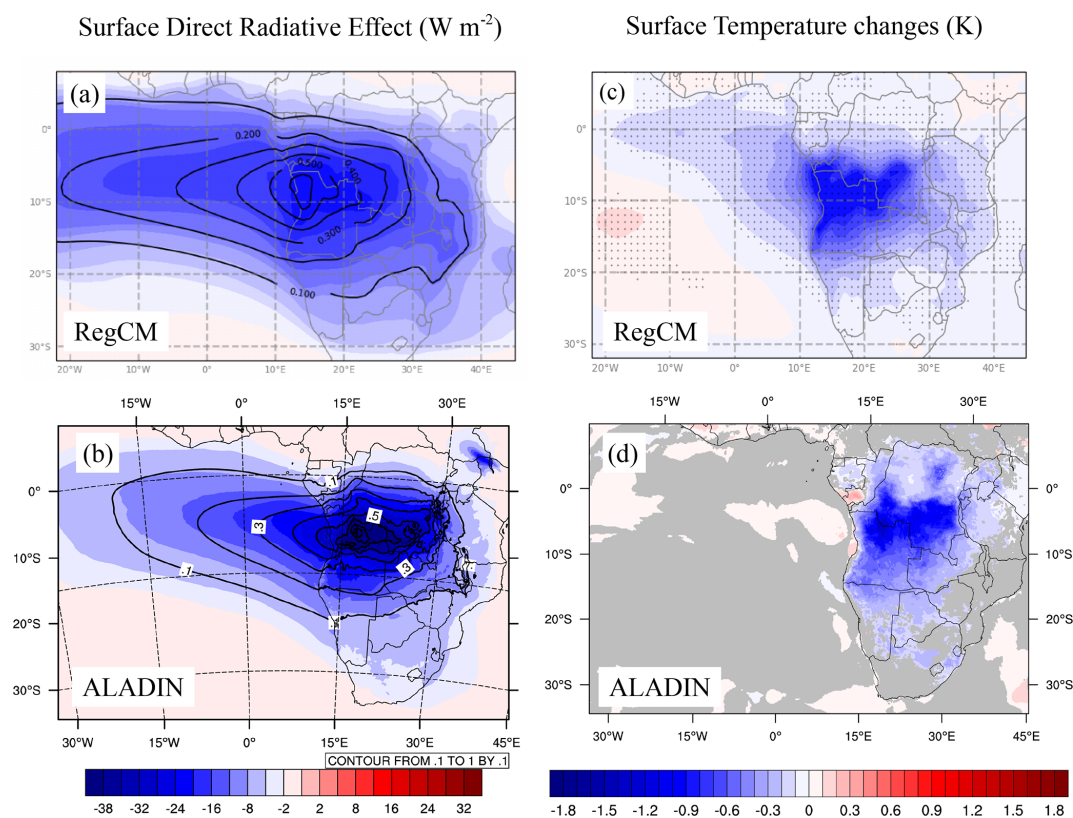 Surface Direct Radiative Effect (W m-2)
Surface Temperature changes (K)
(a)
0.200
0.500
0.400
0.300
0.100
RegCM
0°
10°S
20°S
30°S
20°W 10°W 0° 10°E 20°E 30°E 40°E
(c)
RegCM
0°
10°S
20°S
30°S
20°W 10°W 0° 10°E 20°E 30°E 40°E
15°W 0° 15°E 30°E
(b)
.1
.5
.3
.3
.1
ALADIN
0°
10°S
20°S
30°S
30°W 15°W 0° 15°E 30°E 45°E
CONTOUR FROM .1 TO 1 BY .1
-38 -32 -24 -16 -8 -2 2 8 16 24 32
15°W 0° 15°E 30°E
(d)
ALADIN
0° 0°
10°S 10°S
20°S 20°S
30°S 30°S
30°W 15°W 0° 15°E 30°E 45°E
-1.8 -1.5 -1.2 -0.9 -0.6 -0.3 0 0.3 0.6 0.9 1.2 1.5 1.8